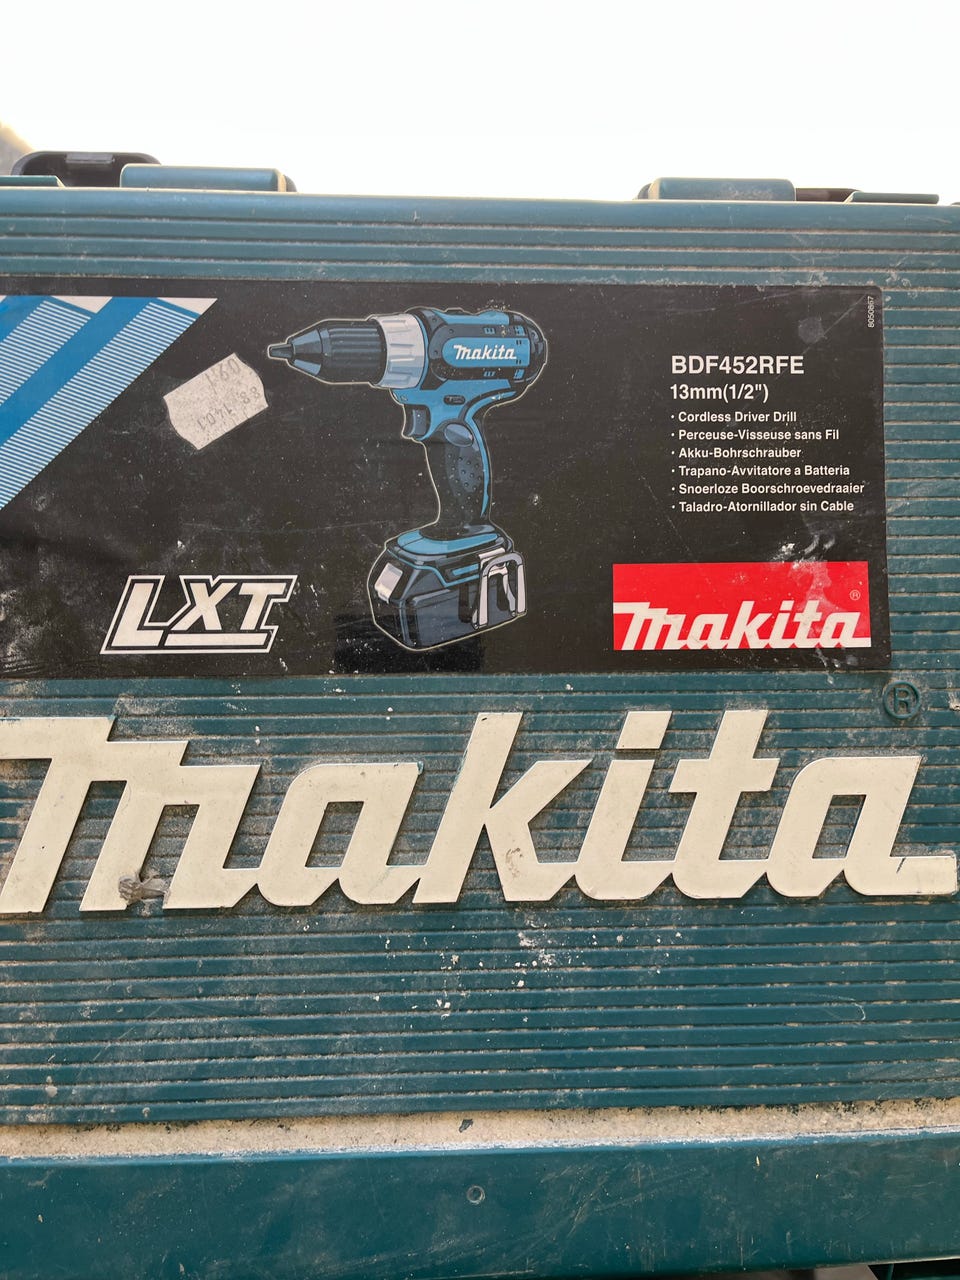 8050867
makita
BDF452RFE
13mm(1/2")
· Cordless Driver Drill
· Perceuse-Visseuse sans Fil
· Akku-Bohrschrauber
· Trapano-Avvitatore a Batteria
· Snoerloze Boorschroevedraaier
· Taladro-Atornillador sin Cable
LXT
makita®
®
makita